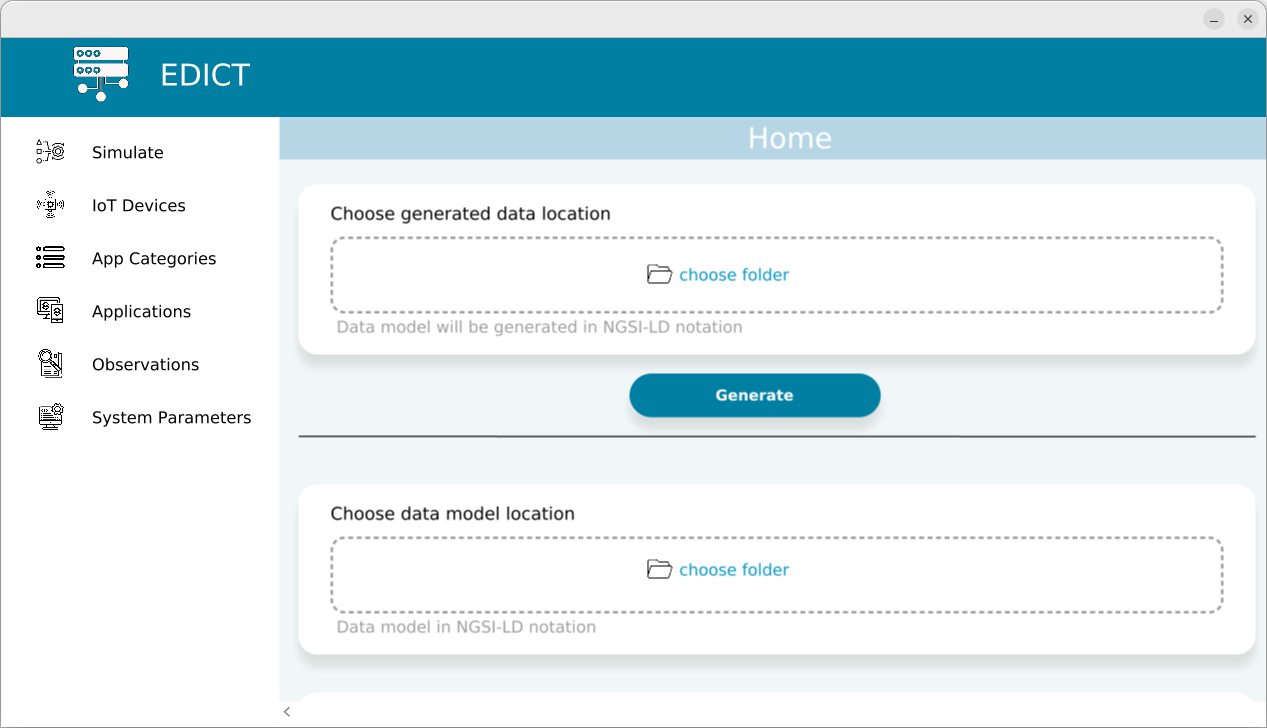 EDICT
Simulate
IoT Devices
App Categories
Applications
Observations
System Parameters
Home
Choose generated data location
choose folder
Data model will be generated in NGSI-LD notation
Generate
Choose data model location
choose folder
Data model in NGSI-LD notation